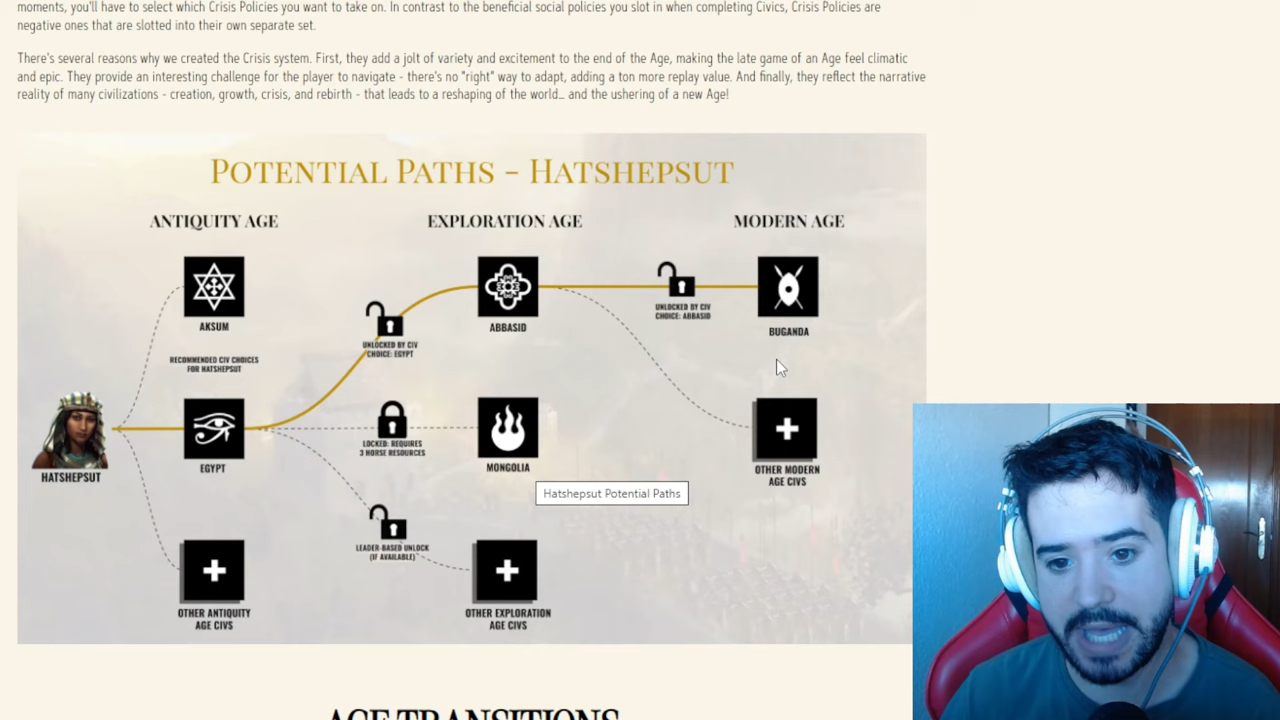 moments, you'll have to select which Crisis Policies you want to take on. In contrast to the beneficial social policies you slot in when completing Civics, Crisis Policies are
negative ones that are slotted into their own separate set.
There's several reasons why we created the Crisis system. First, they add a jolt of variety and excitement to the end of the Age, making the late game of an Age feel climatic
and epic. They provide an interesting challenge for the player to navigate - there's no "right" way to adapt, adding a ton more replay value. And finally, they reflect the narrative
reality of many civilizations - creation, growth, crisis, and rebirth - that leads to a reshaping of the world... and the ushering of a new Age!
POTENTIAL PATHS - HATSHEPSUT
ANTIQUITY AGE
EXPLORATION AGE
MODERN AGE
AKSUM
RECOMMENDED CIV CHOICES
FOR HATSHEPSUT
UNLOCKED BY CIV
CHOICE: EGYPT
ABBASID
UNLOCKED BY CIV
CHOICE: ABBASID
BUGANDA
HATSHEPSUT
EGYPT
LOCKED: REQUIRES
3 HORSE RESOURCES
MONGOLIA
OTHER MODERN
AGE CIVS
Hatshepsut Potential Paths
LEADER-BASED UNLOCK
(IF AVAILABLE)
OTHER ANTIQUITY
AGE CIVS
OTHER EXPLORATION
AGE CIVS
AGE TRANSITIONS